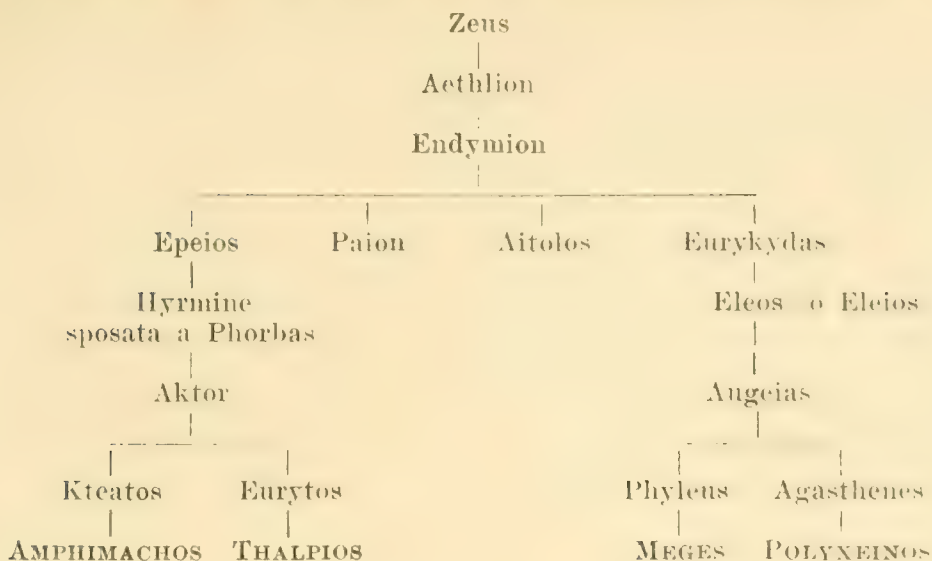 Zeus
Aethlion
Endymion
Epeios Paion Aitolos Eurykydas
Hyrmine Eleos o Eleios
sposata a Phorbas
Aktor Augeias
Kteatos Eurytos Phyleus Agasthenes
AMPHIMACHOS THALPIOS MEGES POLYXEINOS